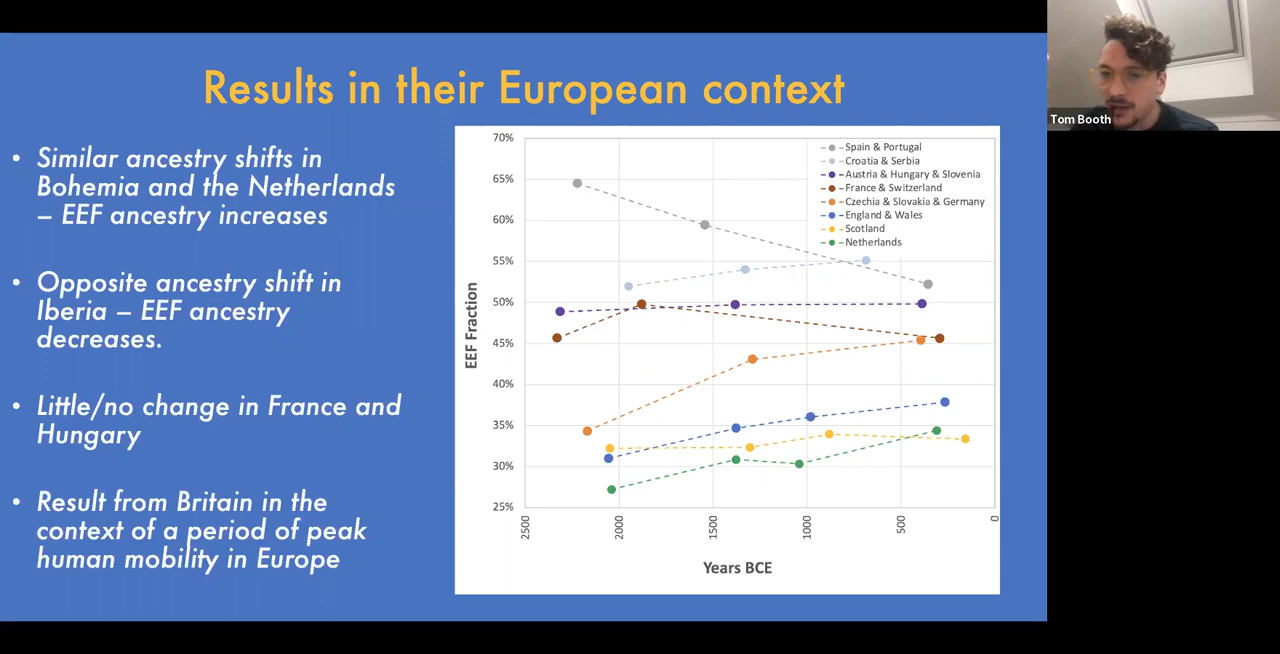 Results in their European context
• Similar ancestry shifts in
Bohemia and the Netherlands
– EEF ancestry increases
• Opposite ancestry shift in
Iberia – EEF ancestry
decreases.
• Little/no change in France and
Hungary
• Result from Britain in the
context of a period of peak
human mobility in Europe
EEF Fraction
70%
65%
60%
55%
50%
45%
40%
35%
30%
25%
Spain & Portugal
Croatia & Serbia
Austria & Hungary & Slovenia
France & Switzerland
Czechia & Slovakia & Germany
England & Wales
Scotland
Netherlands
2500
2000
1500
1000
500
0
Years BCE
Tom Booth